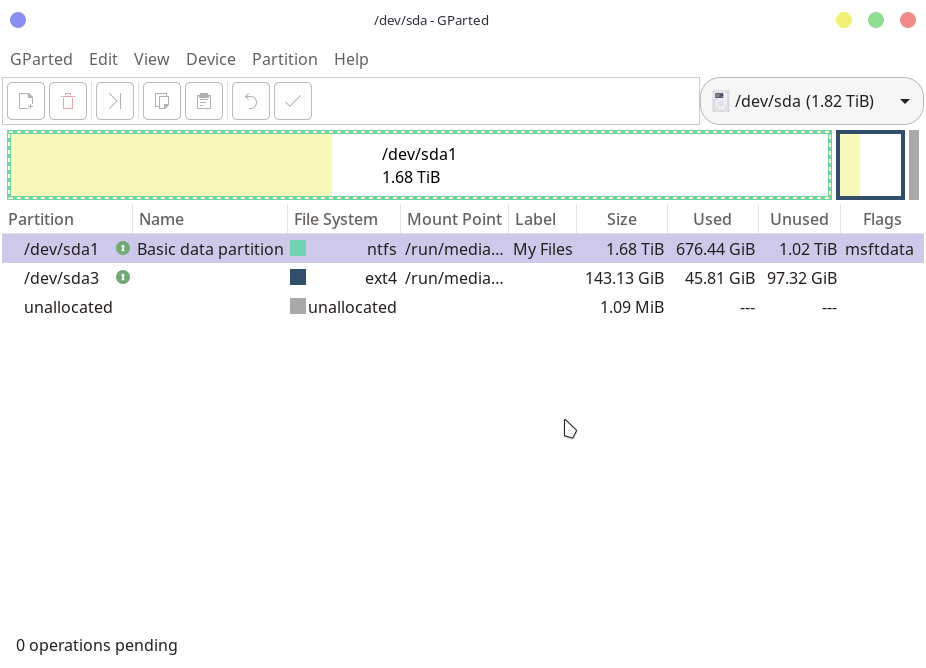 /dev/sda - GParted
GParted Edit View Device Partition Help
/dev/sda (1.82 TiB)
/dev/sda1
1.68 TiB
Partition Name File System Mount Point Label Size Used Unused Flags
/dev/sda1 Basic data partition ntfs /run/media... My Files 1.68 TiB 676.44 GiB 1.02 TiB msftdata
/dev/sda3 ext4 /run/media... 143.13 GiB 45.81 GiB 97.32 GiB
unallocated unallocated 1.09 MiB --- ---
0 operations pending